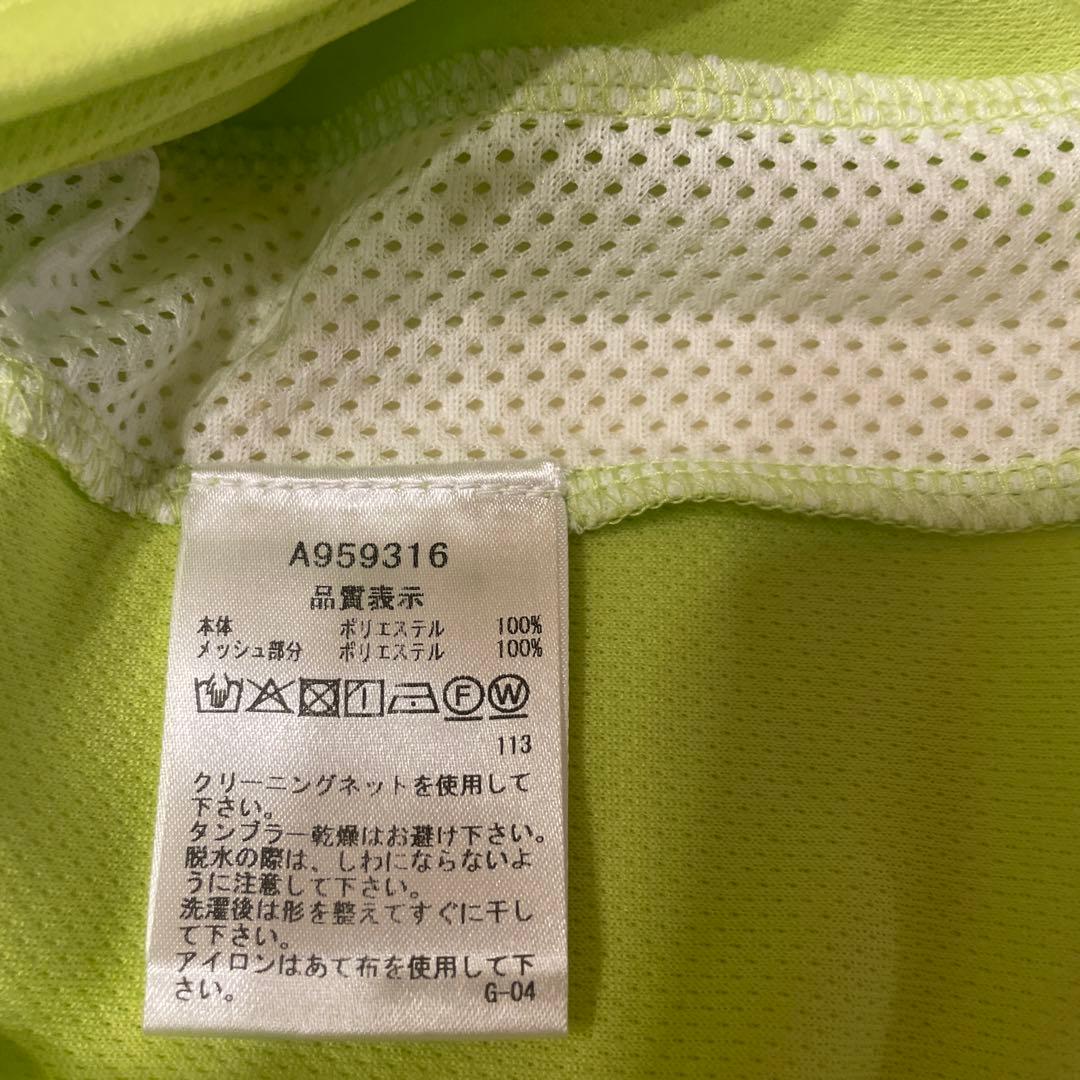 A959316
品質表示
本体 ポリエステル 100%
メッシュ部分 ポリエステル 100%
F W
113
クリーニングネットを使用して
下さい。
タンブラー乾燥はお避け下さい。
脱水の際は、しわにならないよ
うに注意して下さい。
洗濯後は形を整えてすぐに干し
て下さい。
アイロンはあて布を使用して下
さい。 G-04